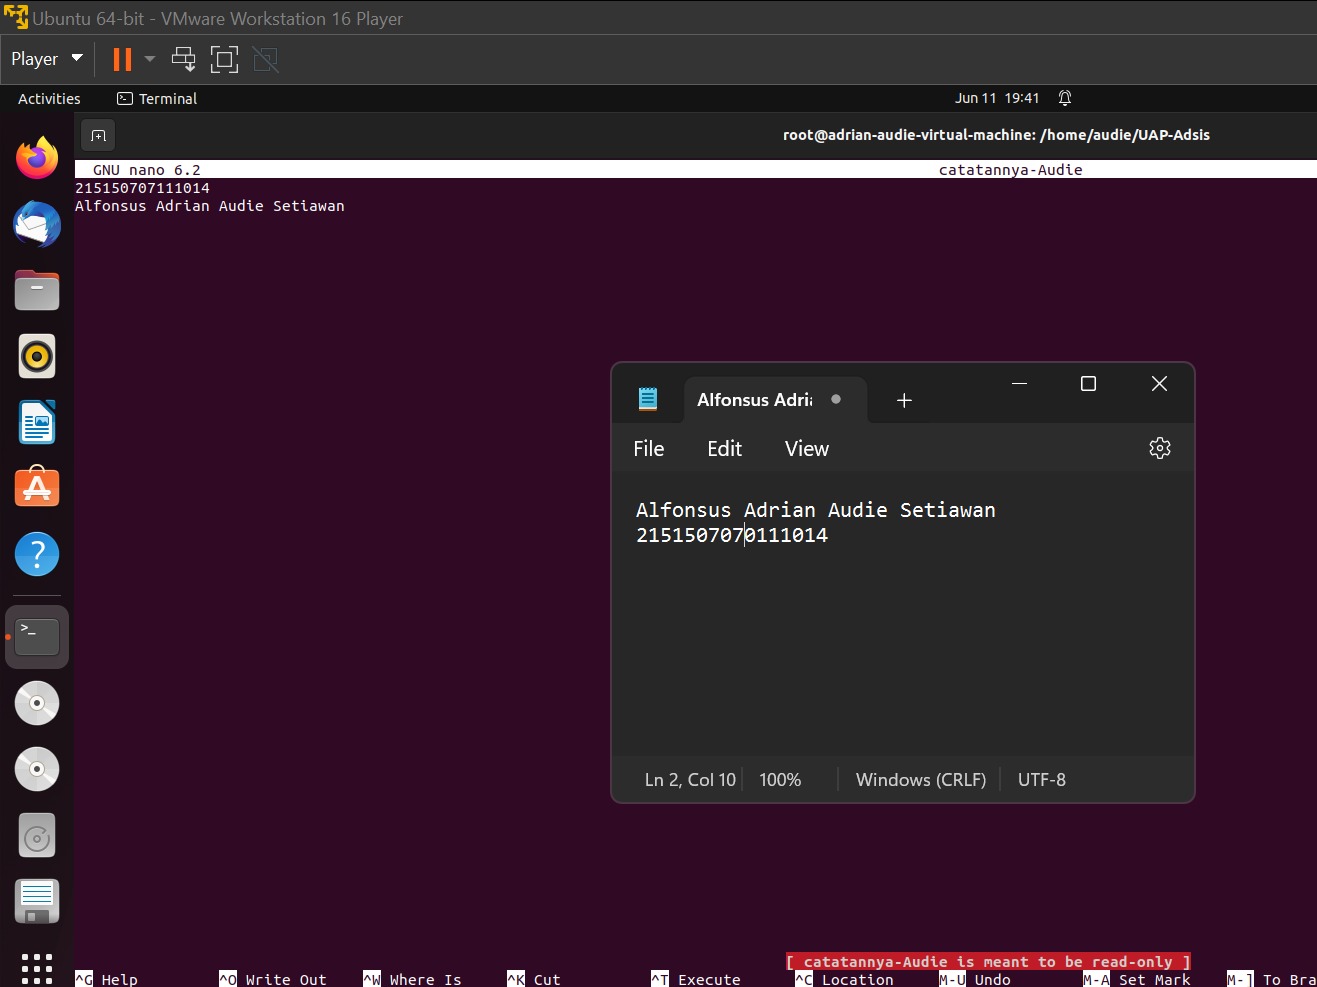 Ubuntu 64-bit - VMware Workstation 16 Player
Player
Activities
Terminal
Jun 11 19:41
root@adrian-audie-virtual-machine: /home/audie/UAP-Adsis
GNU nano 6.2
catatannya-Audie
215150707111014
Alfonsus Adrian Audie Setiawan
Alfonsus Adri
File
Edit
View
Alfonsus Adrian Audie Setiawan
2151507070111014
Ln 2, Col 10
100%
Windows (CRLF)
UTF-8
[ catatannya-Audie is meant to be read-only ]
^G Help
^O Write Out
^W Where Is
^K Cut
^T Execute
^C Location
M-U Undo
M-A Set Mark
M-] To Bra